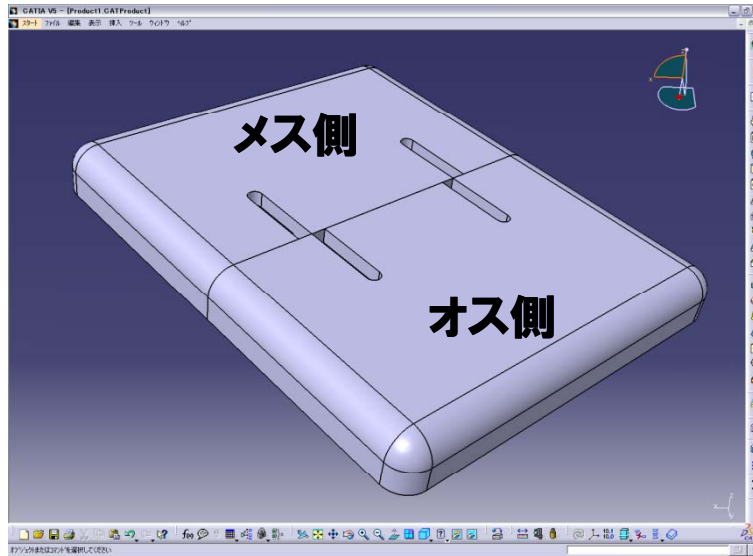 CATIA V5 - [Product1.CATProduct]
スタート ファイル 編集 表示 挿入 ツール ウィンドウ ヘルプ
メス側
オス側
オブジェクトまたはコマンドを選択してください